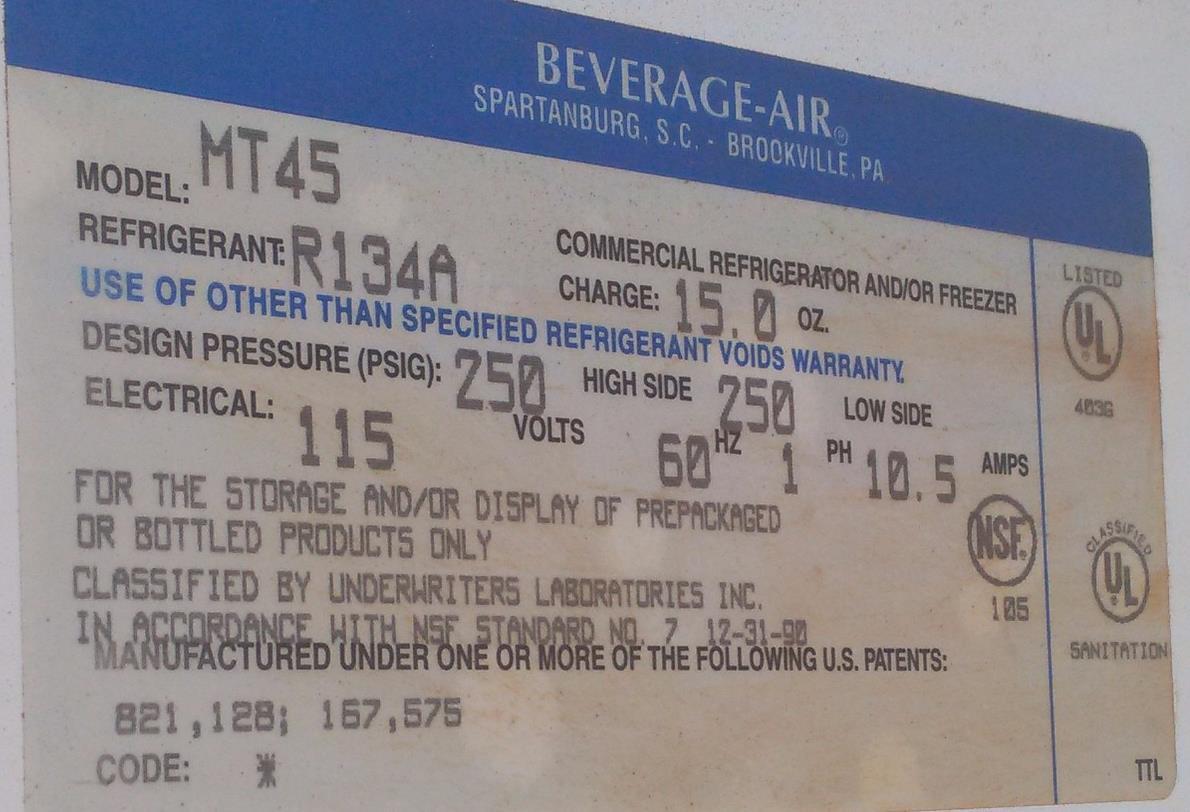 BEVERAGE-AIR®
SPARTANBURG, S.C. - BROOKVILLE, PA
MODEL: MT45
REFRIGERANT: R134A
COMMERCIAL REFRIGERATOR AND/OR FREEZER
CHARGE: 15.0 OZ.
USE OF OTHER THAN SPECIFIED REFRIGERANT VOIDS WARRANTY.
DESIGN PRESSURE (PSIG): 250 HIGH SIDE 250 LOW SIDE
ELECTRICAL: 115 VOLTS 60 HZ 1 PH 10.5 AMPS
FOR THE STORAGE AND/OR DISPLAY OF PREPACKAGED
OR BOTTLED PRODUCTS ONLY
CLASSIFIED BY UNDERWRITERS LABORATORIES INC.
IN ACCORDANCE WITH NSF STANDARD NO. 7 12-31-90
MANUFACTURED UNDER ONE OR MORE OF THE FOLLOWING U.S. PATENTS:
821,128; 167,575
CODE: *
NSF®
105
LISTED
UL®
403G
CLASSIFIED
UL®
SANITATION
TTL